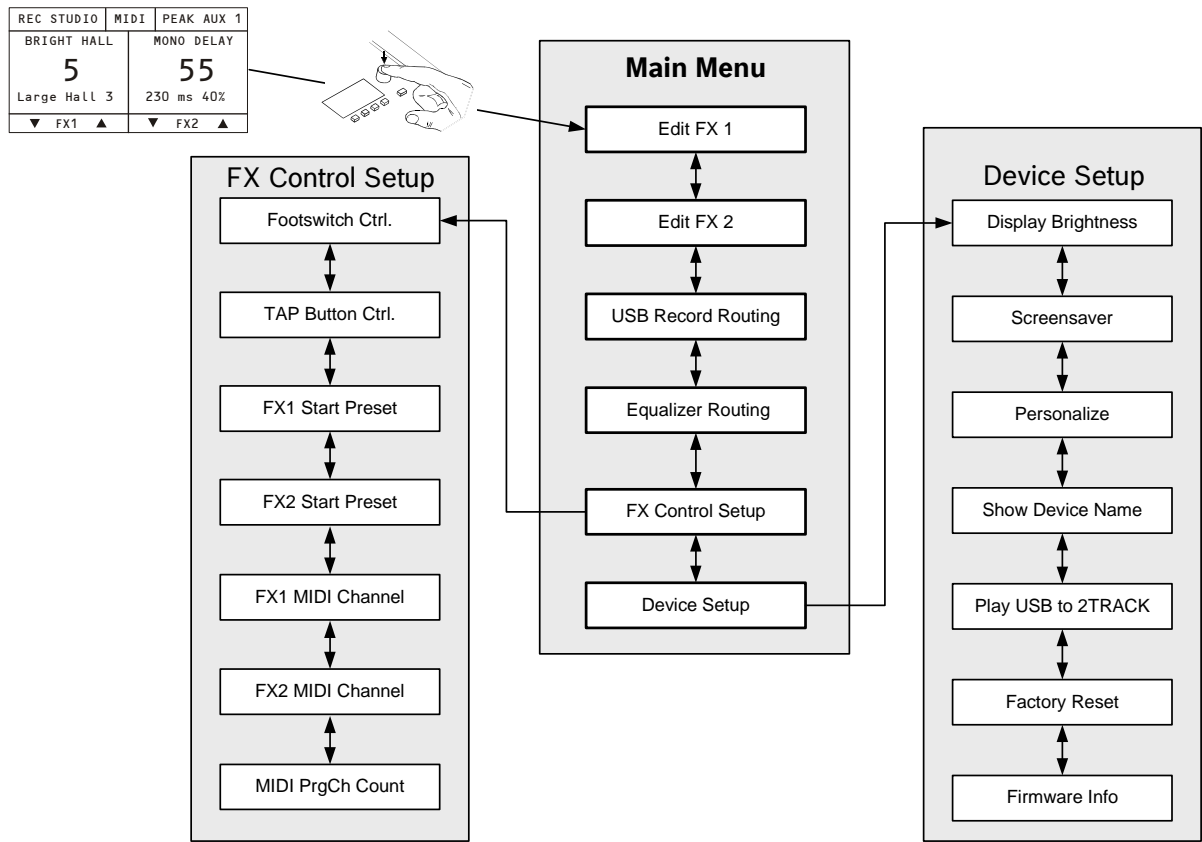 REC STUDIO MIDI PEAK AUX 1
BRIGHT HALL MONO DELAY
5 55
Large Hall 3 230 ms 40%
▼ FX1 ▲ ▼ FX2 ▲
Main Menu
Edit FX 1
Edit FX 2
USB Record Routing
Equalizer Routing
FX Control Setup
Device Setup
FX Control Setup
Footswitch Ctrl.
TAP Button Ctrl.
FX1 Start Preset
FX2 Start Preset
FX1 MIDI Channel
FX2 MIDI Channel
MIDI PrgCh Count
Device Setup
Display Brightness
Screensaver
Personalize
Show Device Name
Play USB to 2TRACK
Factory Reset
Firmware Info